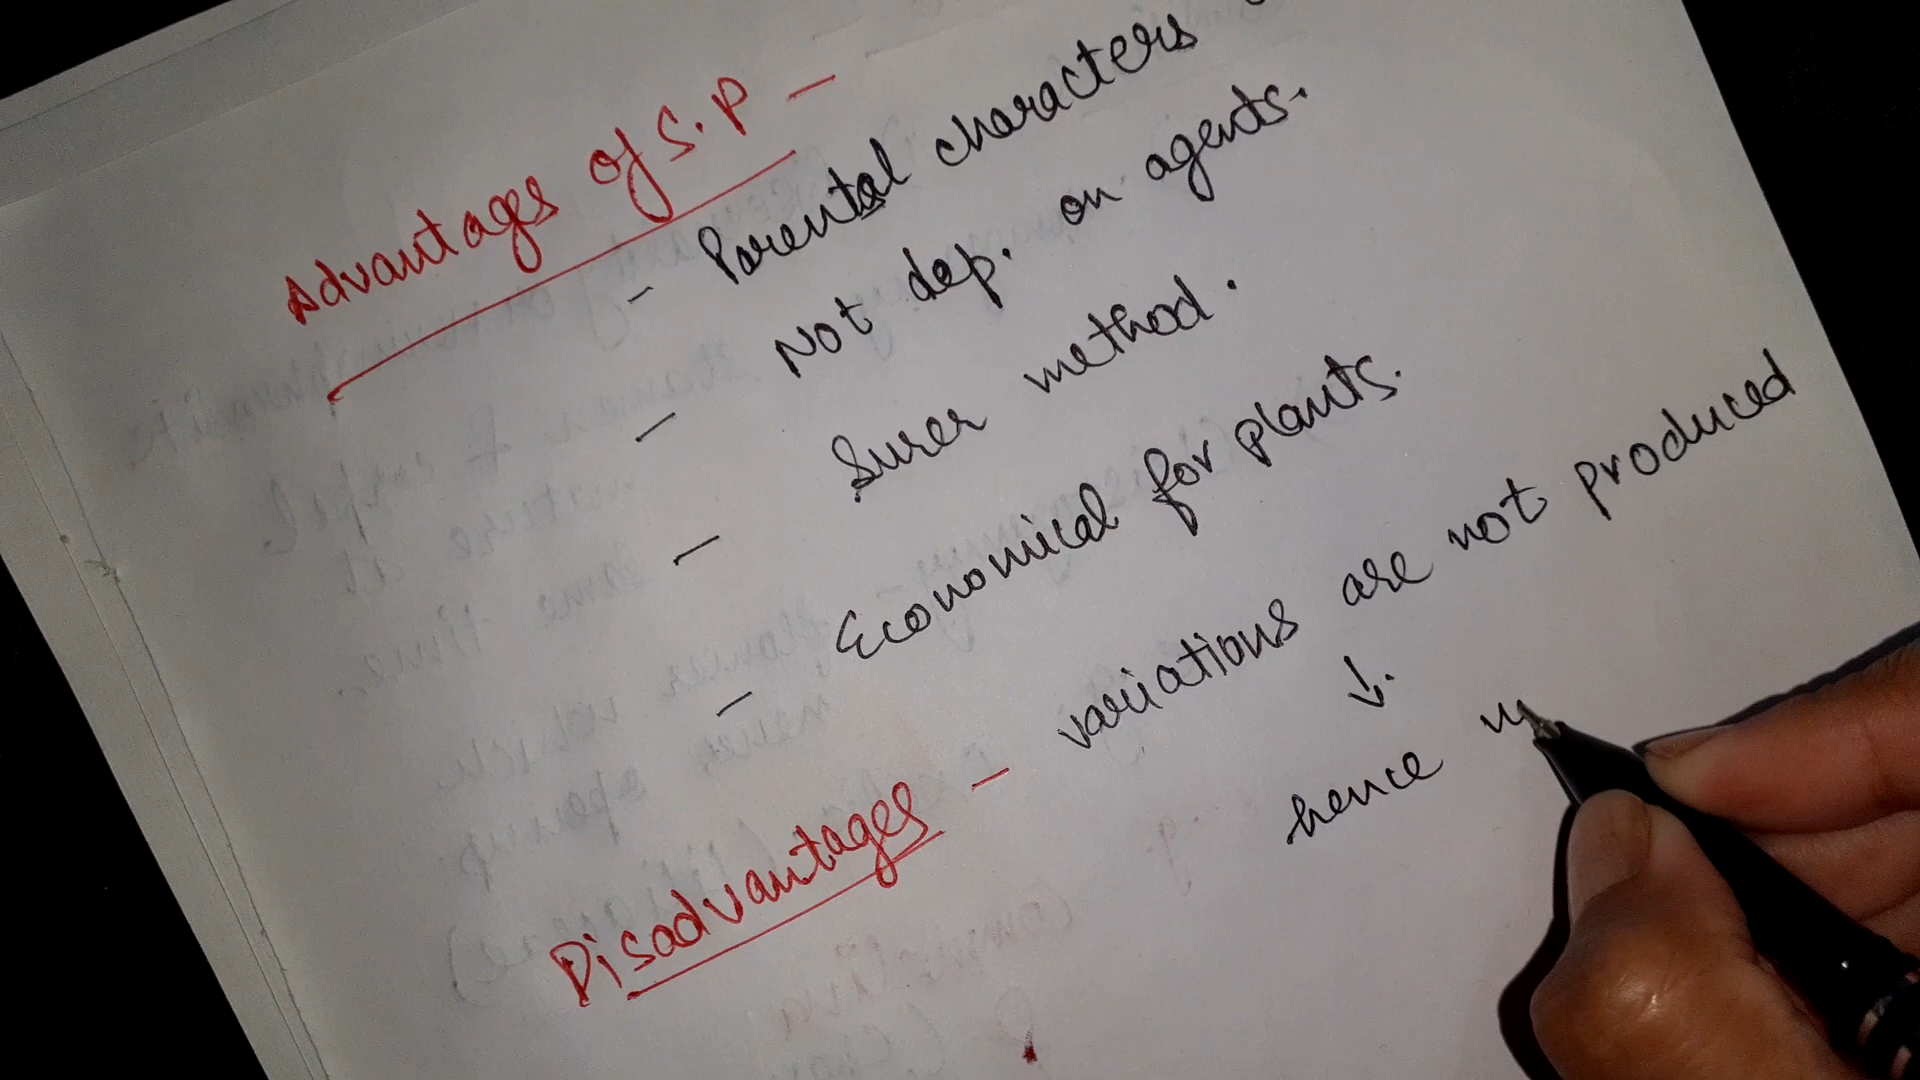 Advantages of S.P -
- Parental characters
- Not dep. on agents.
- Surer method.
- Economical for plants.
Disadvantages - variations are not produced
↓
hence